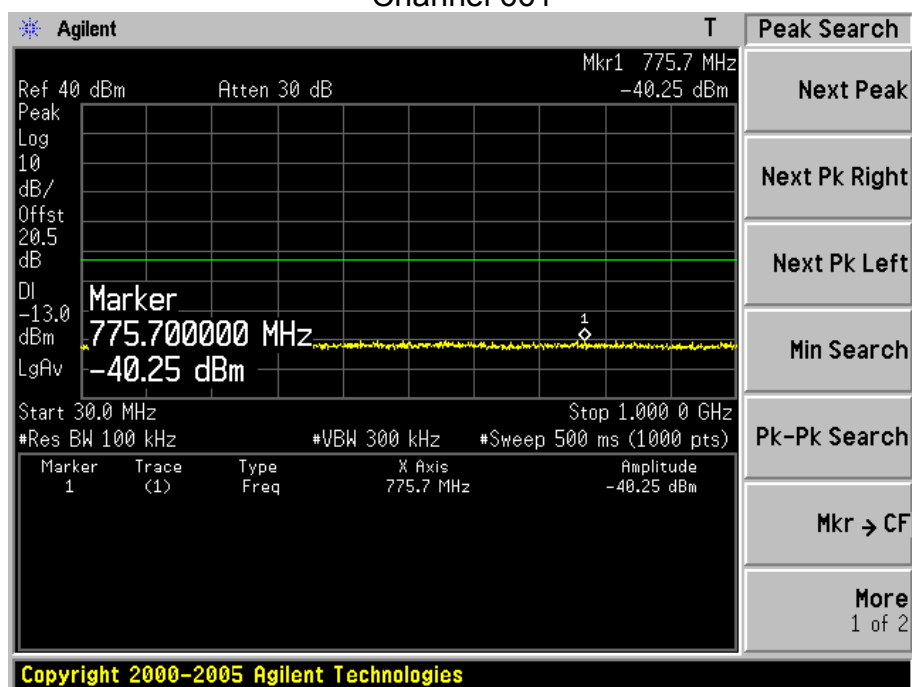 Agilent T Peak Search
Mkr1 775.7 MHz
Ref 40 dBm Atten 30 dB -40.25 dBm
Peak
Log
10
dB/
Offst
20.5
dB
DI
-13.0
dBm
LgAv
Marker
775.700000 MHz
-40.25 dBm
1
Start 30.0 MHz Stop 1.000 0 GHz
#Res BW 100 kHz #VBW 300 kHz #Sweep 500 ms (1000 pts)
Marker Trace Type X Axis Amplitude
1 (1) Freq 775.7 MHz -40.25 dBm
Next Peak
Next Pk Right
Next Pk Left
Min Search
Pk-Pk Search
Mkr → CF
More
1 of 2
Copyright 2000-2005 Agilent Technologies